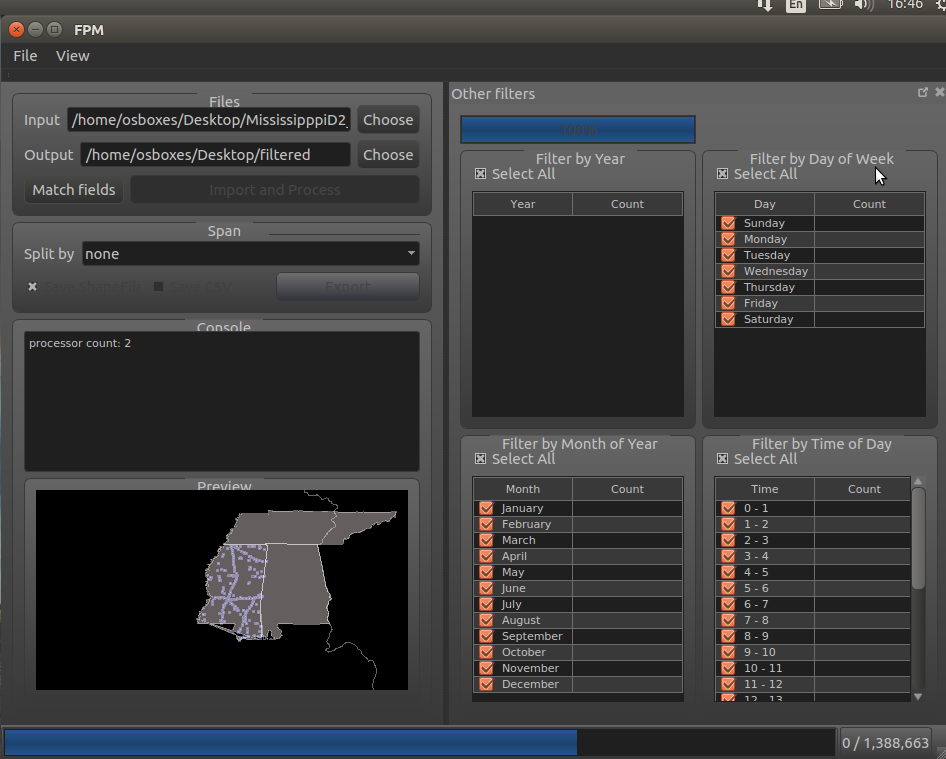 En 16:46
FPM
File View
Files
Input /home/osboxes/Desktop/MississipppiD2_ Choose
Output /home/osboxes/Desktop/filtered Choose
Match fields Import and Process
Span
Split by none
Save ShapeFile Save CSV Export
Console
processor count: 2
Preview
Other filters
100%
Filter by Year
Select All
Year Count
Filter by Day of Week
Select All
Day Count
Sunday
Monday
Tuesday
Wednesday
Thursday
Friday
Saturday
Filter by Month of Year
Select All
Month Count
January
February
March
April
May
June
July
August
September
October
November
December
Filter by Time of Day
Select All
Time Count
0 - 1
1 - 2
2 - 3
3 - 4
4 - 5
5 - 6
6 - 7
7 - 8
8 - 9
9 - 10
10 - 11
11 - 12
12 - 13
0 / 1,388,663